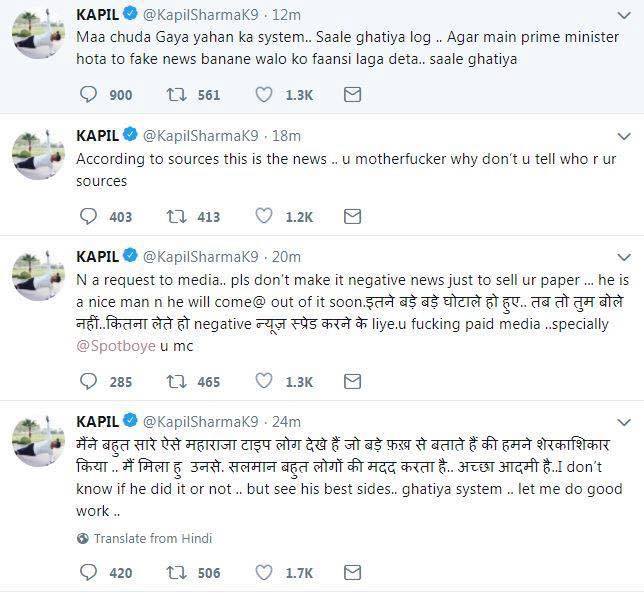 KAPIL @KapilSharmaK9 · 12m
Maa chuda Gaya yahan ka system.. Saale ghatiya log .. Agar main prime minister
hota to fake news banane walo ko faansi laga deta.. saale ghatiya
900 561 1.3K
KAPIL @KapilSharmaK9 · 18m
According to sources this is the news .. u motherfucker why don't u tell who r ur
sources
403 413 1.2K
KAPIL @KapilSharmaK9 · 20m
N a request to media.. pls don't make it negative news just to sell ur paper ... he is
a nice man n he will come@ out of it soon.इतने बड़े बड़े घोटाले हो हुए.. तब तो तुम बोले
नहीं..कितना लेते हो negative न्यूज़ स्प्रेड करने के liye.u fucking paid media ..specially
@Spotboye u mc
285 465 1.3K
KAPIL @KapilSharmaK9 · 24m
मैंने बहुत सारे ऐसे महाराजा टाइप लोग देखे हैं जो बड़े फ़ख़्र से बताते हैं की हमने शेरकाशिकार
किया .. मैं मिला हु उनसे. सलमान बहुत लोगों की मदद करता है.. अच्छा आदमी है..I don't
know if he did it or not .. but see his best sides.. ghatiya system .. let me do good
work ..
Translate from Hindi
420 506 1.7K